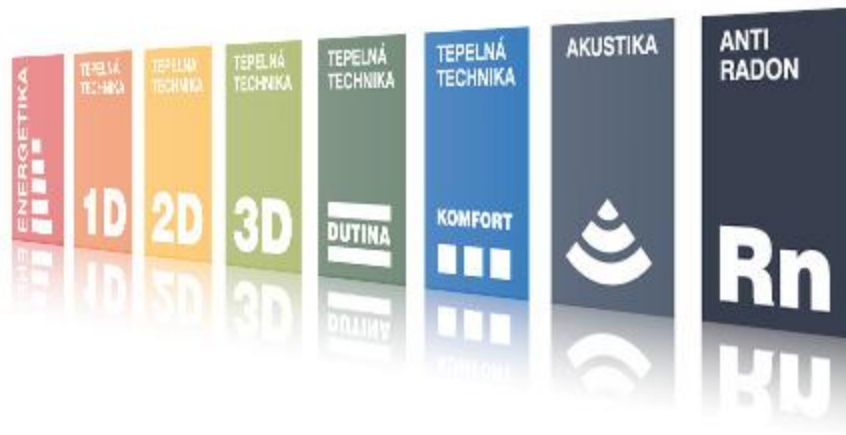 ENERGETIKA
TEPELNÁ
TECHNIKA
1D
TEPELNÁ
TECHNIKA
2D
TEPELNÁ
TECHNIKA
3D
TEPELNÁ
TECHNIKA
DUTINA
TEPELNÁ
TECHNIKA
KOMFORT
AKUSTIKA
ANTI
RADON
Rn